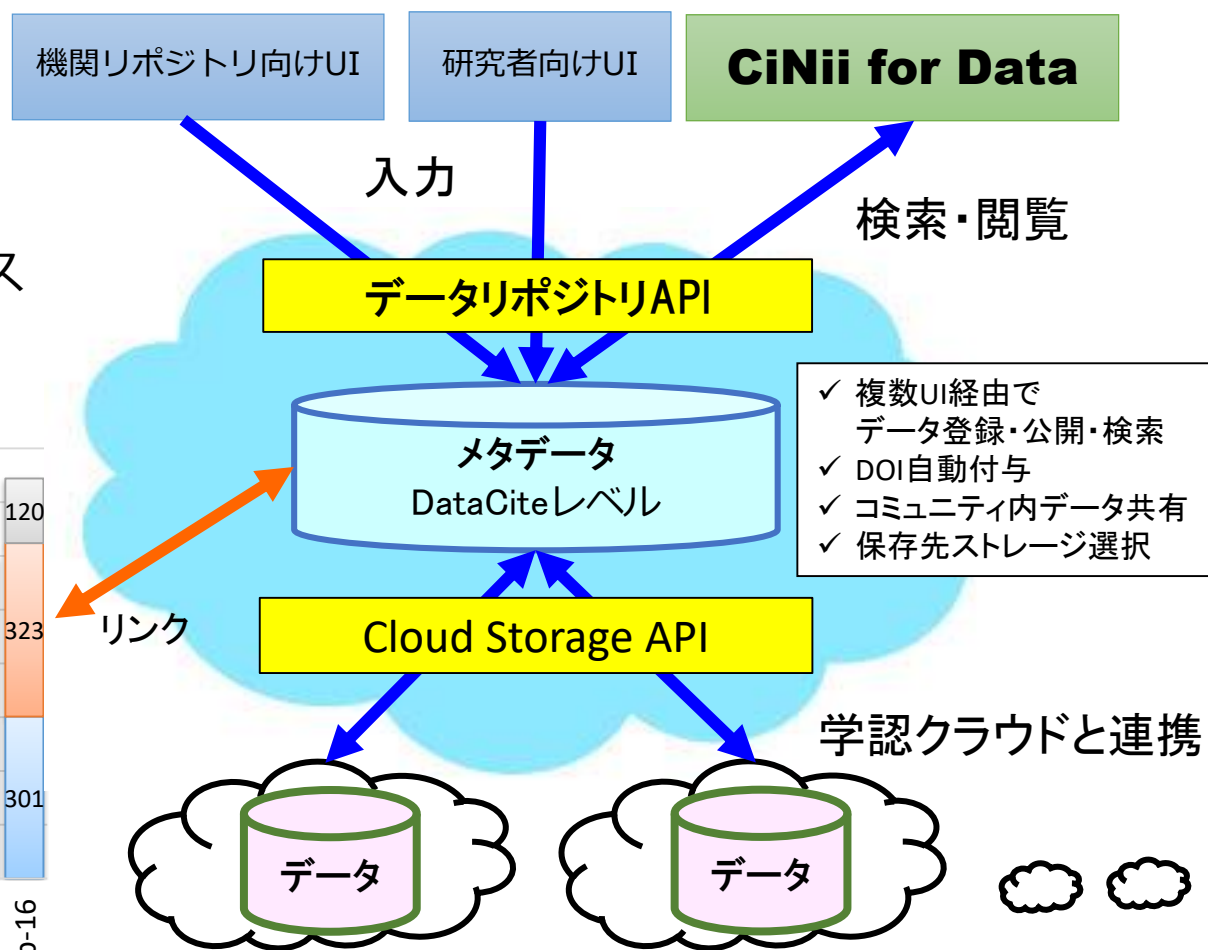 機関リポジトリ向けUI
研究者向けUI
CiNii for Data
入力
検索・閲覧
ス
データリポジトリAPI
メタデータ
DataCiteレベル
✓ 複数UI経由で
データ登録・公開・検索
✓ DOI自動付与
✓ コミュニティ内データ共有
✓ 保存先ストレージ選択
120
323
リンク
Cloud Storage API
学認クラウドと連携
301
データ
データ
-16